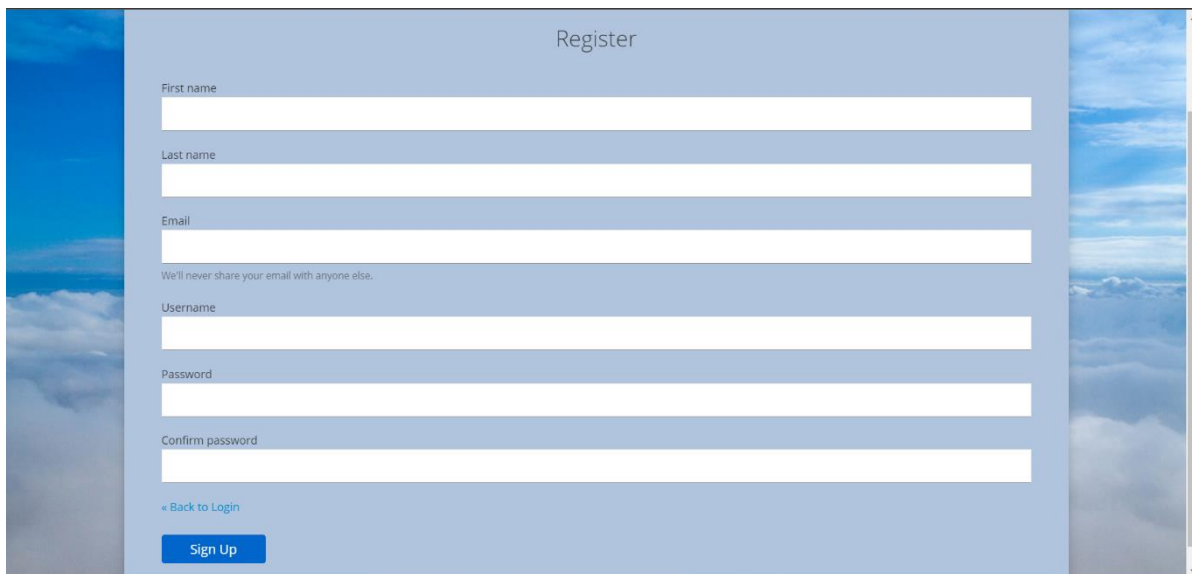 Register
First name
Last name
Email
We'll never share your email with anyone else.
Username
Password
Confirm password
« Back to Login
Sign Up